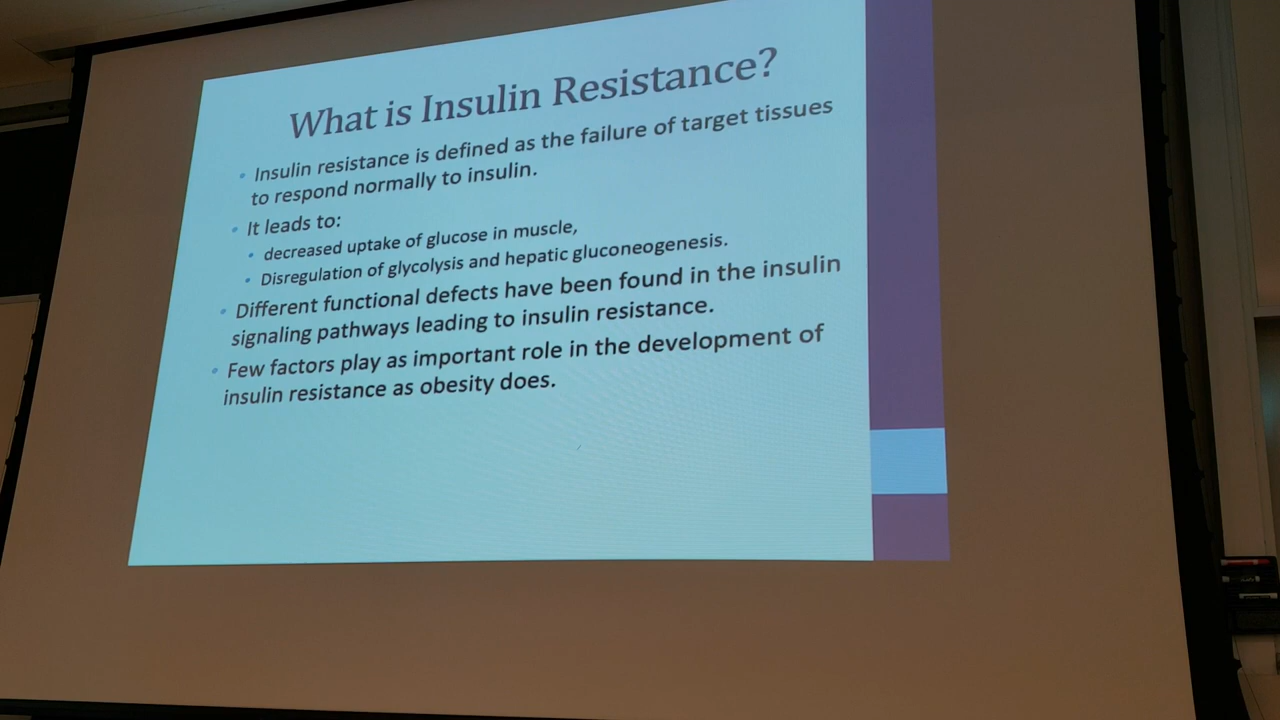 What is Insulin Resistance?
• Insulin resistance is defined as the failure of target tissues
to respond normally to insulin.
• It leads to:
• decreased uptake of glucose in muscle,
• Disregulation of glycolysis and hepatic gluconeogenesis.
• Different functional defects have been found in the insulin
signaling pathways leading to insulin resistance.
• Few factors play as important role in the development of
insulin resistance as obesity does.